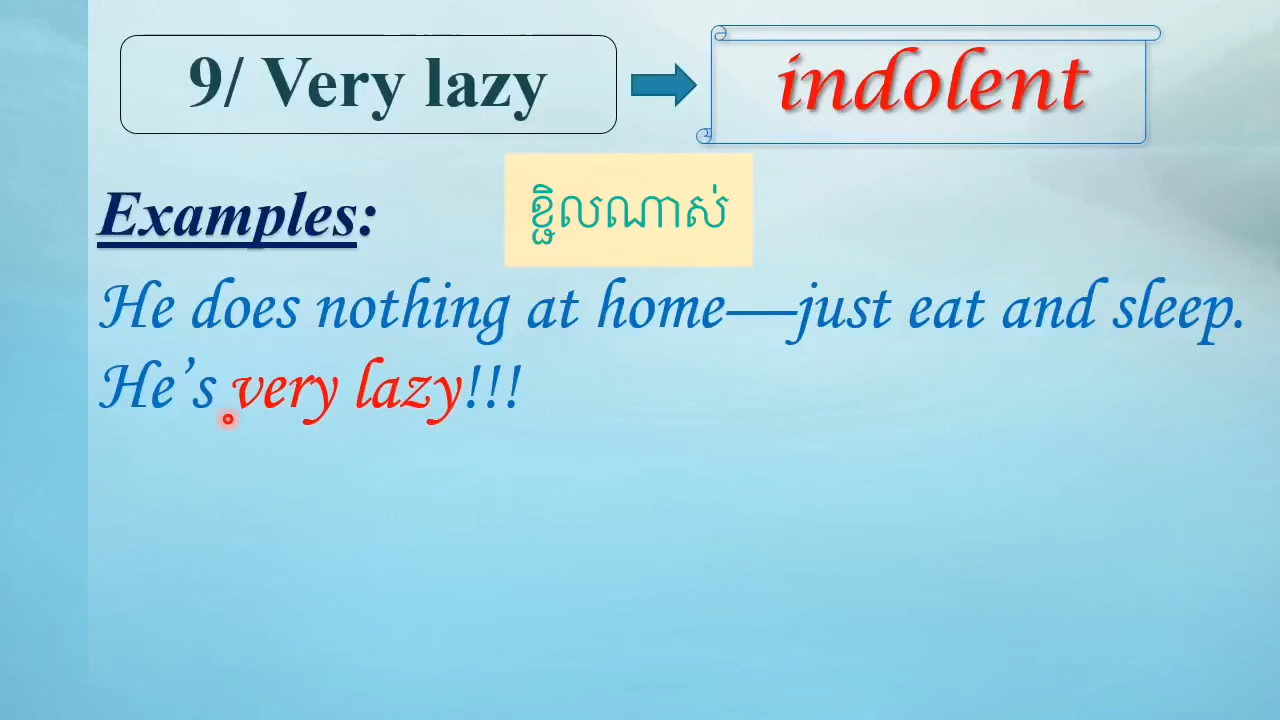 9/ Very lazy
indolent
ខ្ជិលណាស់
Examples:
He does nothing at home—just eat and sleep.
He’s very lazy!!!